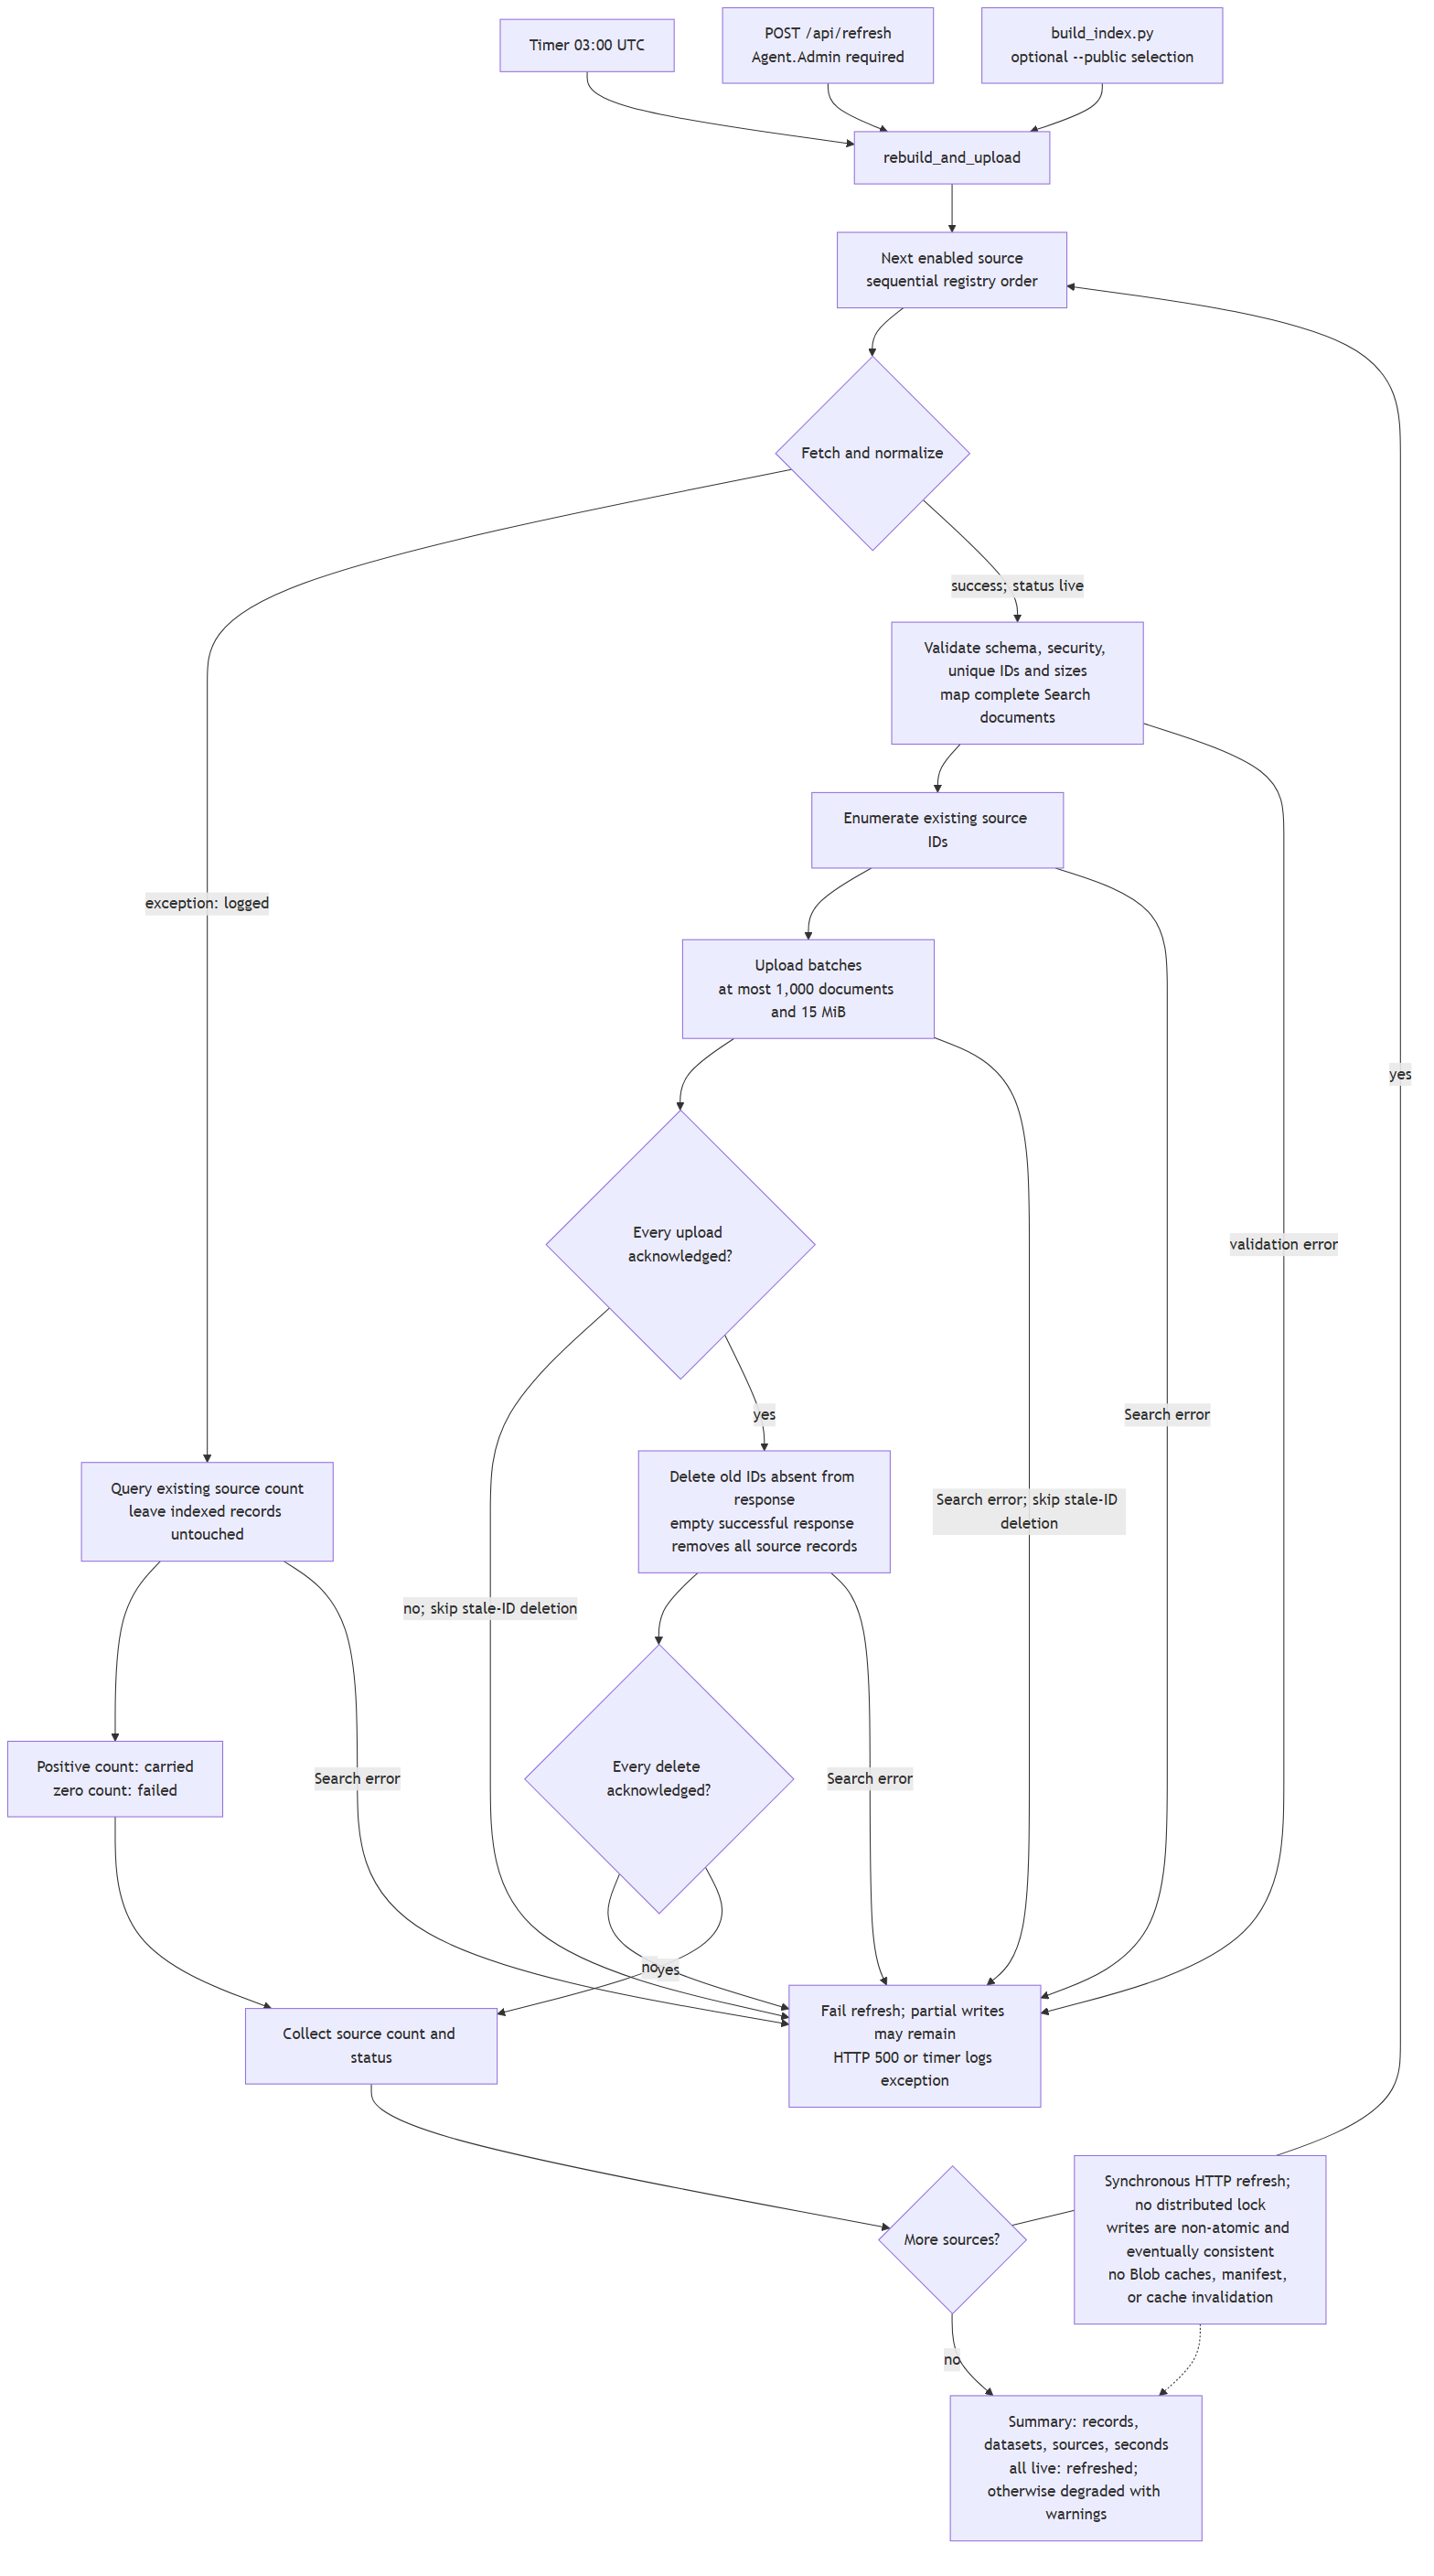 Timer 03:00 UTC
POST /api/refresh
Agent.Admin required
build_index.py
optional --public selection
rebuild_and_upload
Next enabled source
sequential registry order
Fetch and normalize
success; status live
Validate schema, security,
unique IDs and sizes
map complete Search
documents
Enumerate existing source
IDs
exception: logged
Upload batches
at most 1,000 documents
and 15 MiB
yes
Every upload
acknowledged?
validation error
yes
Search error
Query existing source count
leave indexed records
untouched
Delete old IDs absent from
response
empty successful response
removes all source records
Search error; skip stale-ID
deletion
no; skip stale-ID deletion
Positive count: carried
zero count: failed
Search error
Every delete
acknowledged?
Search error
no
yes
Collect source count and
status
Fail refresh; partial writes
may remain
HTTP 500 or timer logs
exception
More sources?
Synchronous HTTP refresh;
no distributed lock
writes are non-atomic and
eventually consistent
no Blob caches, manifest,
or cache invalidation
no
Summary: records,
datasets, sources, seconds
all live: refreshed;
otherwise degraded with
warnings